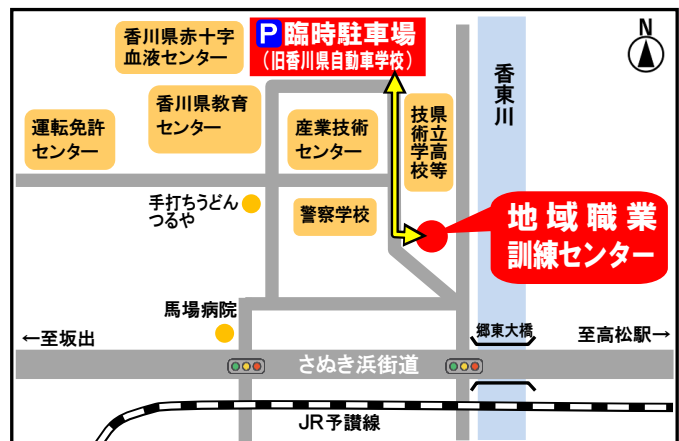 香川県赤十字
血液センター
P臨時駐車場
(旧香川県自動車学校)
N
香東川
香川県教育
センター
運転免許
センター
産業技術
センター
県立高等
技術学校
手打ちうどん
つるや
警察学校
地域職業
訓練センター
馬場病院
←至坂出
郷東大橋
至高松駅→
さぬき浜街道
JR予讃線